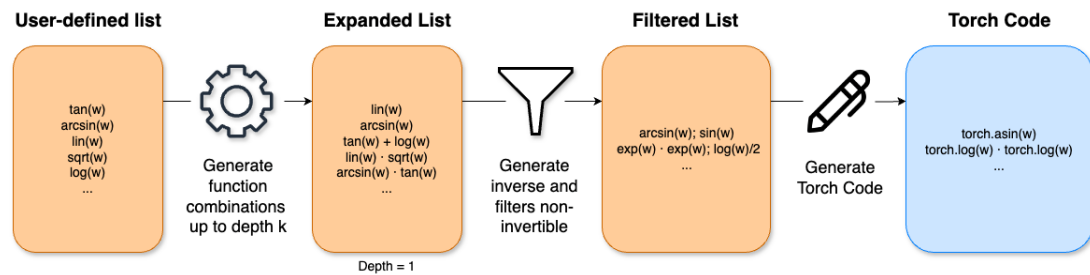 User-defined list
tan(w)
arcsin(w)
lin(w)
sqrt(w)
log(w)
...
Generate
function
combinations
up to depth k
Expanded List
lin(w)
arcsin(w)
tan(w) + log(w)
lin(w) · sqrt(w)
arcsin(w) · tan(w)
...
Depth = 1
Generate
inverse and
filters non-
invertible
Filtered List
arcsin(w); sin(w)
exp(w) · exp(w); log(w)/2
...
Generate
Torch Code
Torch Code
torch.asin(w)
torch.log(w) · torch.log(w)
...